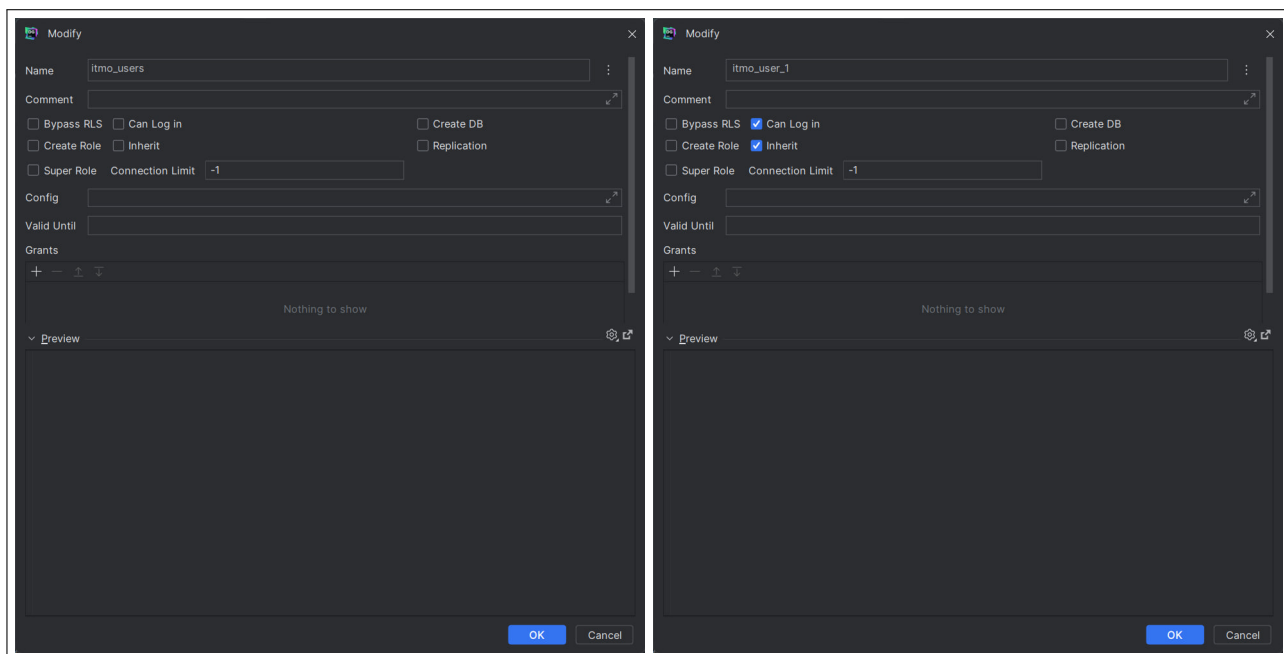 Modify
Name itmo_users
Comment
Bypass RLS Can Log in Create DB
Create Role Inherit Replication
Super Role Connection Limit -1
Config
Valid Until
Grants
Nothing to show
Preview
OK Cancel
Modify
Name itmo_user_1
Comment
Bypass RLS Can Log in Create DB
Create Role Inherit Replication
Super Role Connection Limit -1
Config
Valid Until
Grants
Nothing to show
Preview
OK Cancel